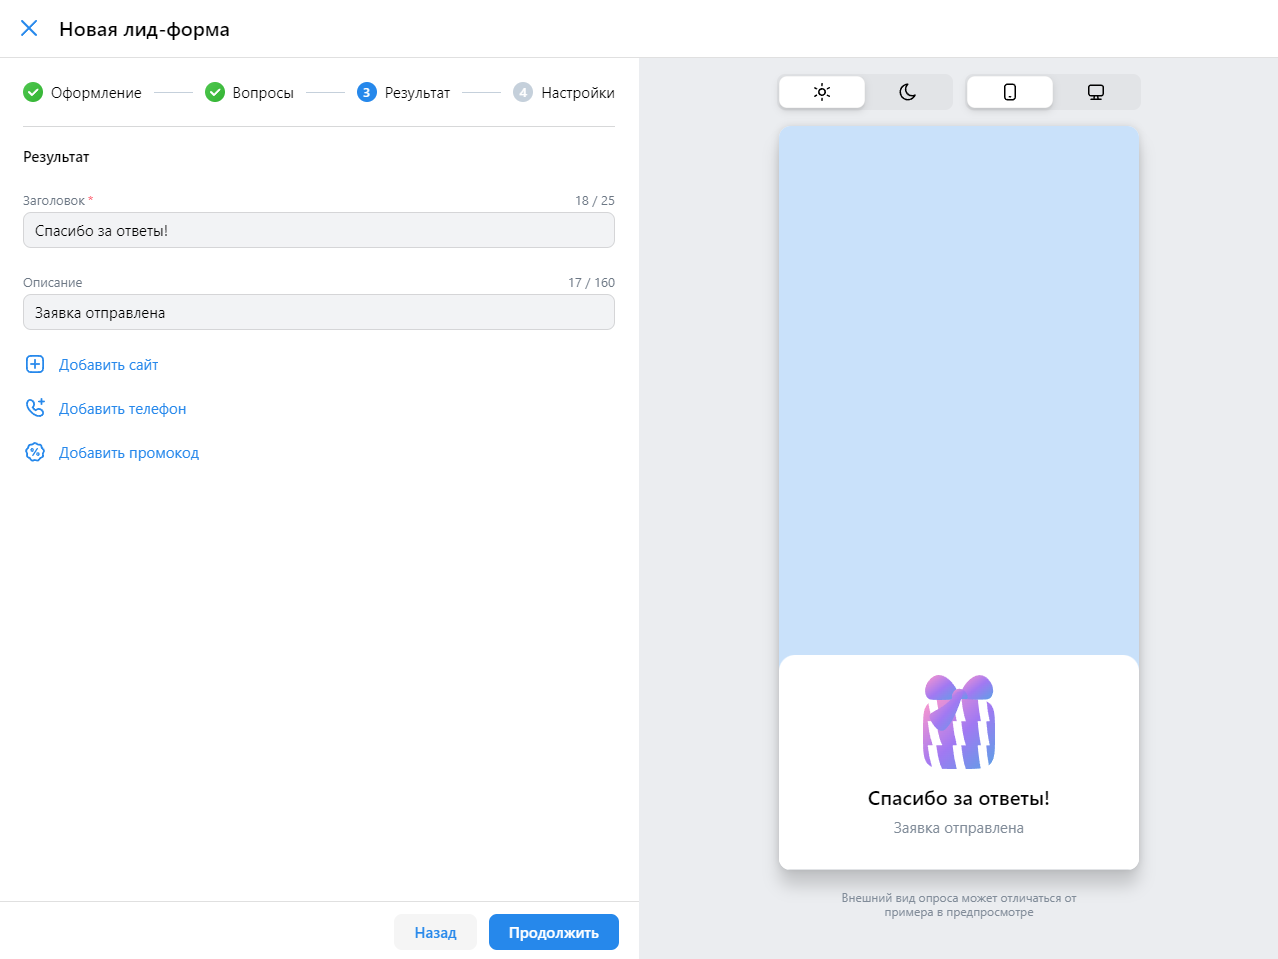 Новая лид-форма
Оформление
Вопросы
3 Результат
4 Настройки
Результат
Заголовок * 18 / 25
Спасибо за ответы!
Описание 17 / 160
Заявка отправлена
Добавить сайт
Добавить телефон
Добавить промокод
Назад
Продолжить
Спасибо за ответы!
Заявка отправлена
Внешний вид опроса может отличаться от
примера в предпросмотре